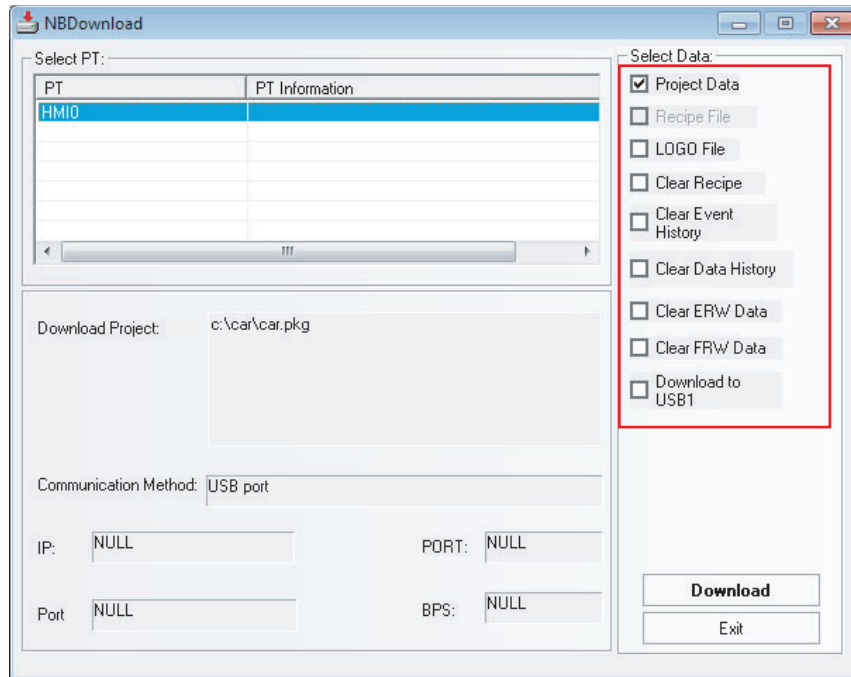 NBDownload
Select PT:
PT PT Information
HMI0
Download Project: c:\car\car.pkg
Communication Method: USB port
IP: NULL PORT: NULL
Port NULL BPS: NULL
Select Data:
Project Data
Recipe File
LOGO File
Clear Recipe
Clear Event
History
Clear Data History
Clear ERW Data
Clear FRW Data
Download to
USB1
Download
Exit